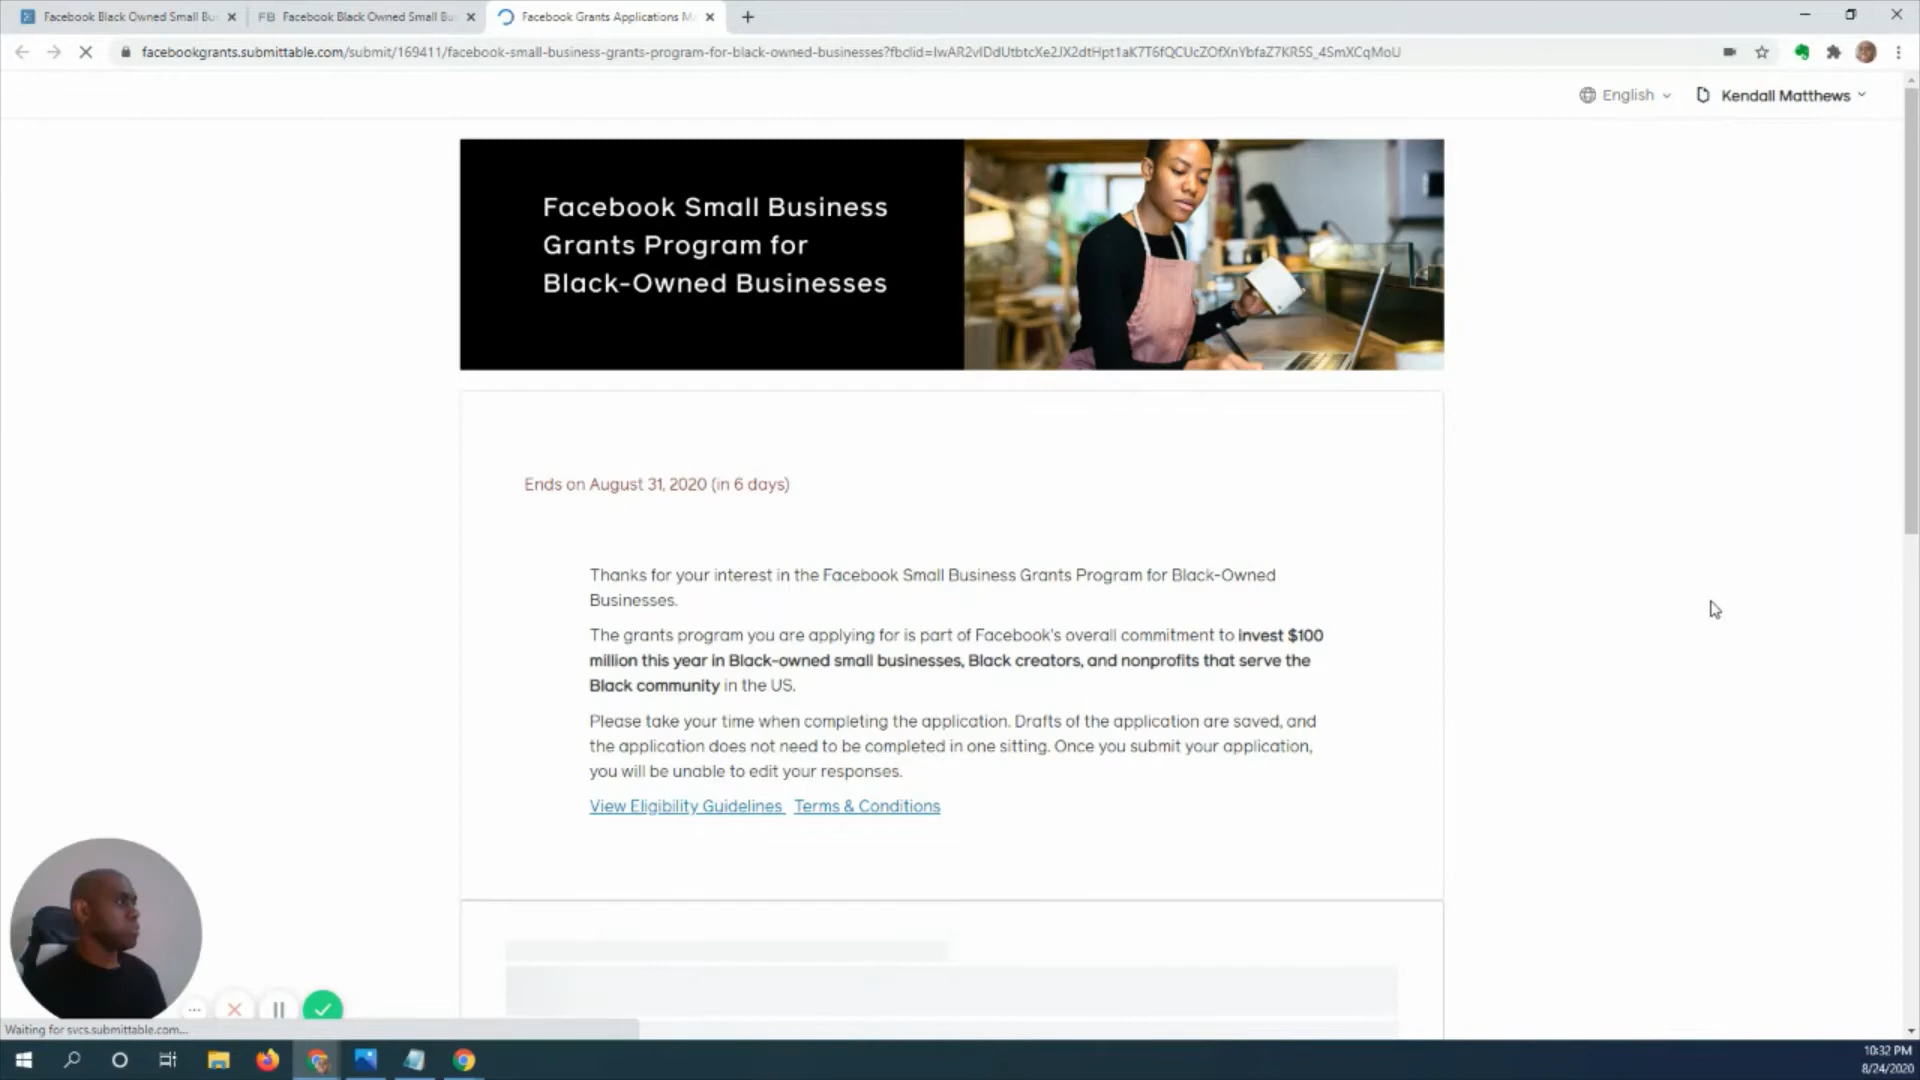 Facebook Black Owned Small Bu
FB Facebook Black Owned Small Bu
Facebook Grants Applications M
facebookgrants.submittable.com/submit/169411/facebook-small-business-grants-program-for-black-owned-businesses?fbclid=IwAR2vIDdUtbtcXe2JX2dtHpt1aK7T6fQCUcZOfXnYbfaZ7KR5S_4SmXCqMoU
English
Kendall Matthews
Facebook Small Business
Grants Program for
Black-Owned Businesses
Ends on August 31, 2020 (in 6 days)
Thanks for your interest in the Facebook Small Business Grants Program for Black-Owned
Businesses.
The grants program you are applying for is part of Facebook's overall commitment to invest $100
million this year in Black-owned small businesses, Black creators, and nonprofits that serve the
Black community in the US.
Please take your time when completing the application. Drafts of the application are saved, and
the application does not need to be completed in one sitting. Once you submit your application,
you will be unable to edit your responses.
View Eligibility Guidelines Terms & Conditions
Waiting for svcs.submittable.com...
10:32 PM
8/24/2020